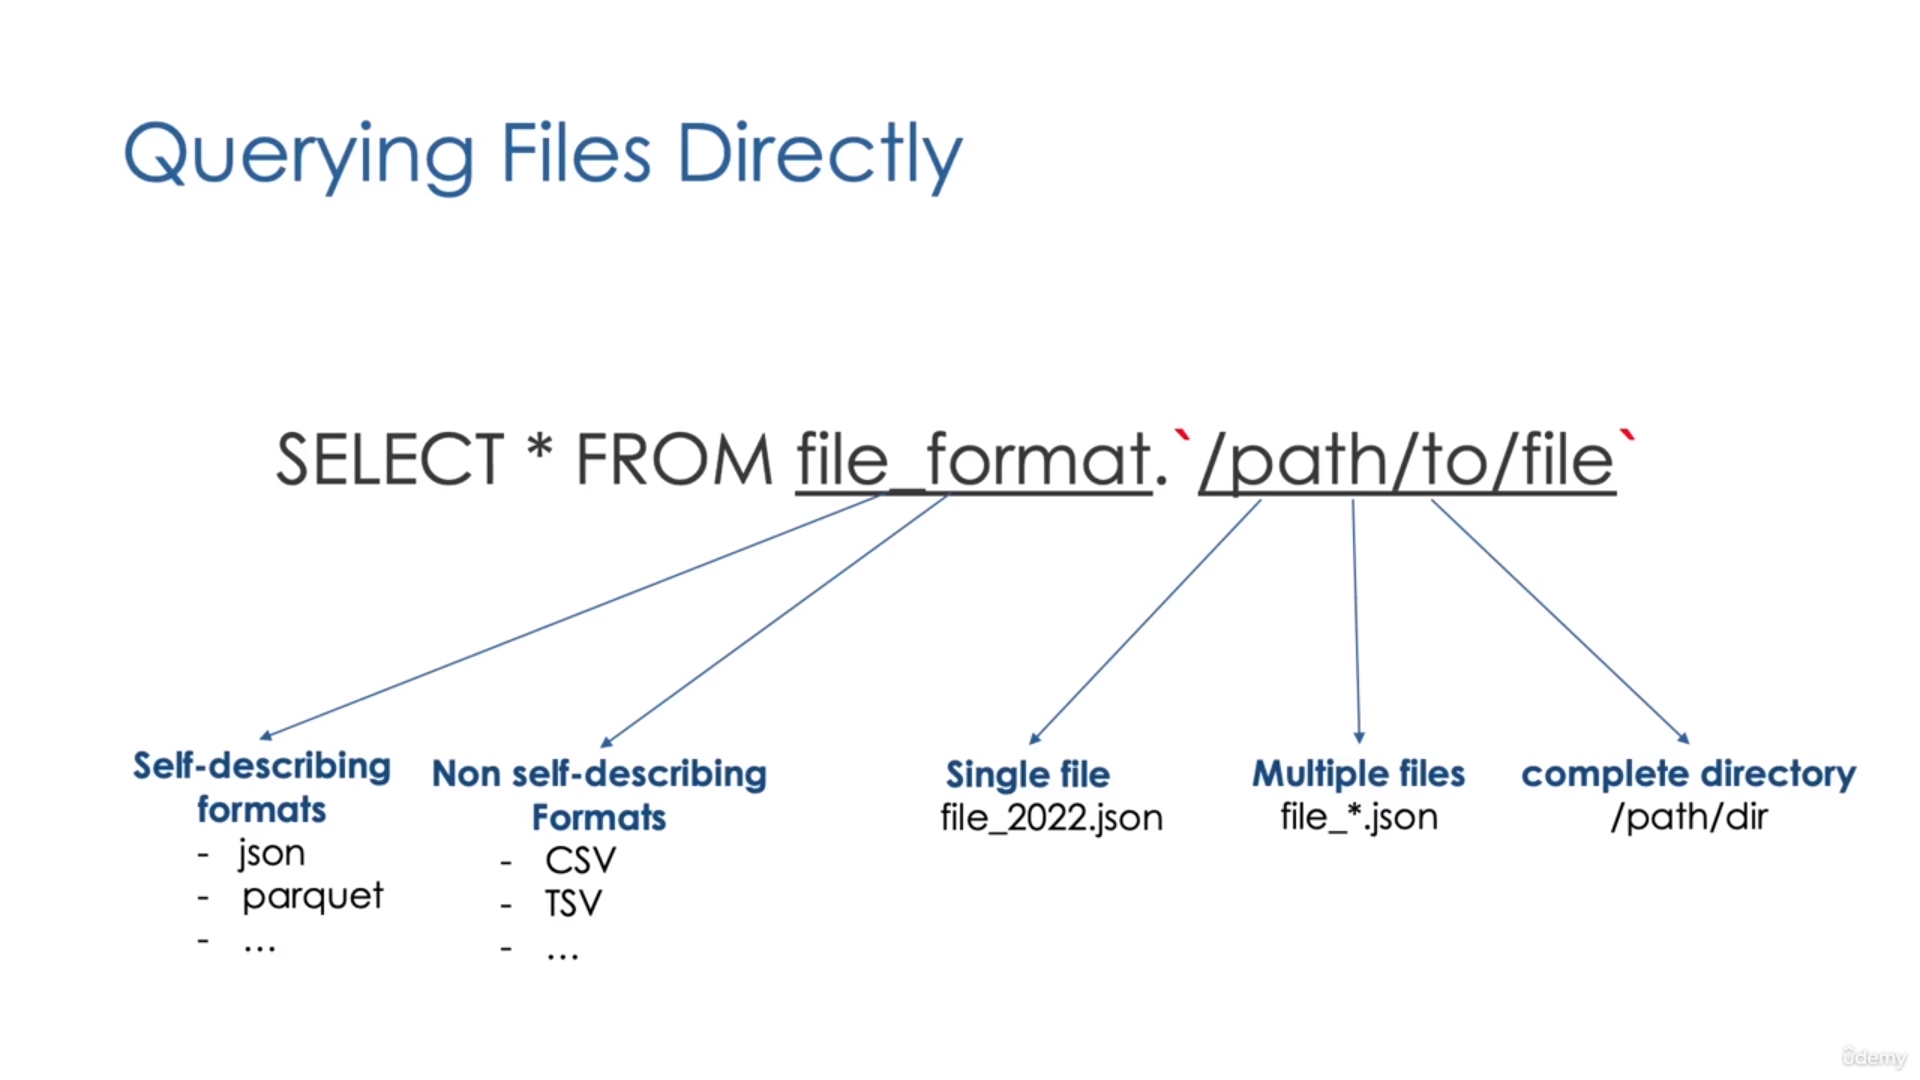 Querying Files Directly
SELECT * FROM file_format.`/path/to/file`
Self-describing
formats
- json
- parquet
- ...
Non self-describing
Formats
- CSV
- TSV
- ...
Single file
file_2022.json
Multiple files
file_*.json
complete directory
/path/dir
ûdemy